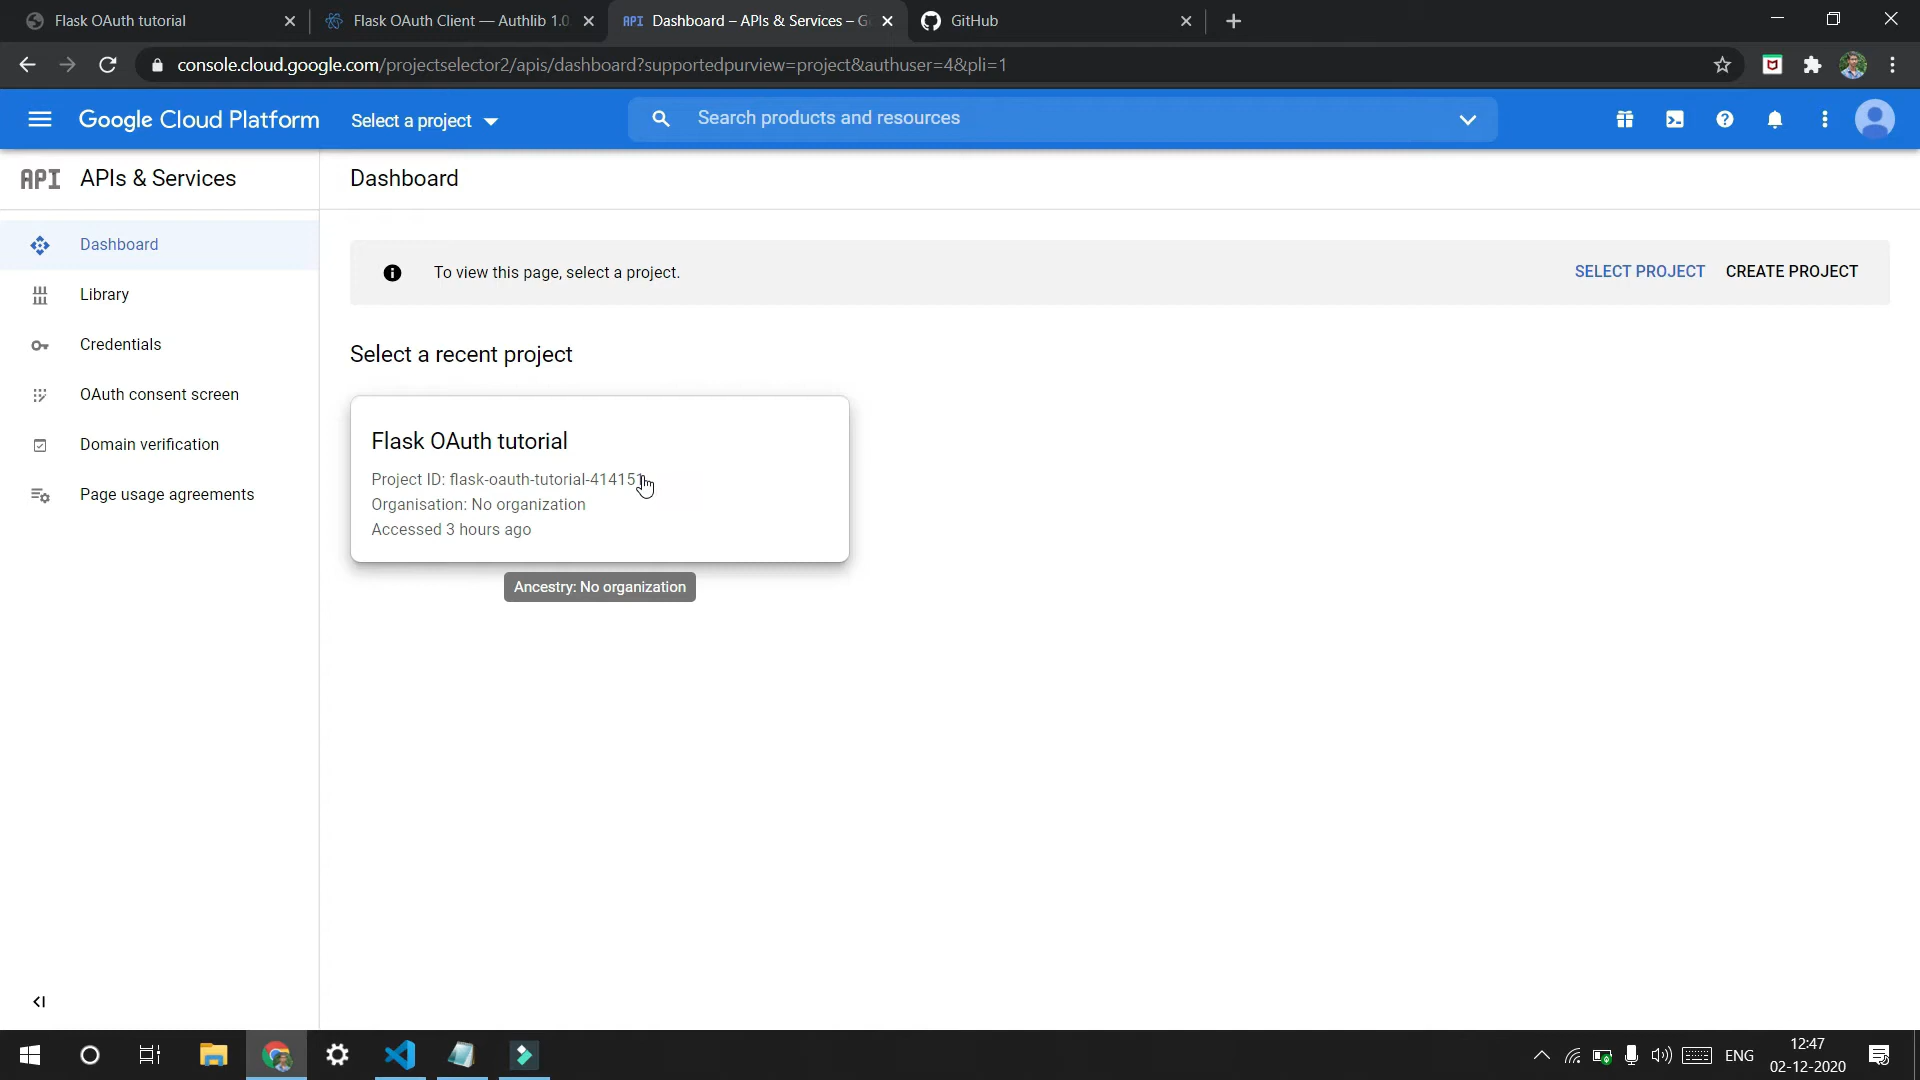 Flask OAuth tutorial
Flask OAuth Client — Authlib 1.0
API Dashboard – APIs & Services – G
GitHub
console.cloud.google.com/projectselector2/apis/dashboard?supportedpurview=project&authuser=4&pli=1
Google Cloud Platform
Select a project
Search products and resources
API APIs & Services
Dashboard
Dashboard
Library
Credentials
OAuth consent screen
Domain verification
Page usage agreements
To view this page, select a project.
SELECT PROJECT
CREATE PROJECT
Select a recent project
Flask OAuth tutorial
Project ID: flask-oauth-tutorial-414151
Organisation: No organization
Accessed 3 hours ago
Ancestry: No organization
ENG
12:47
02-12-2020